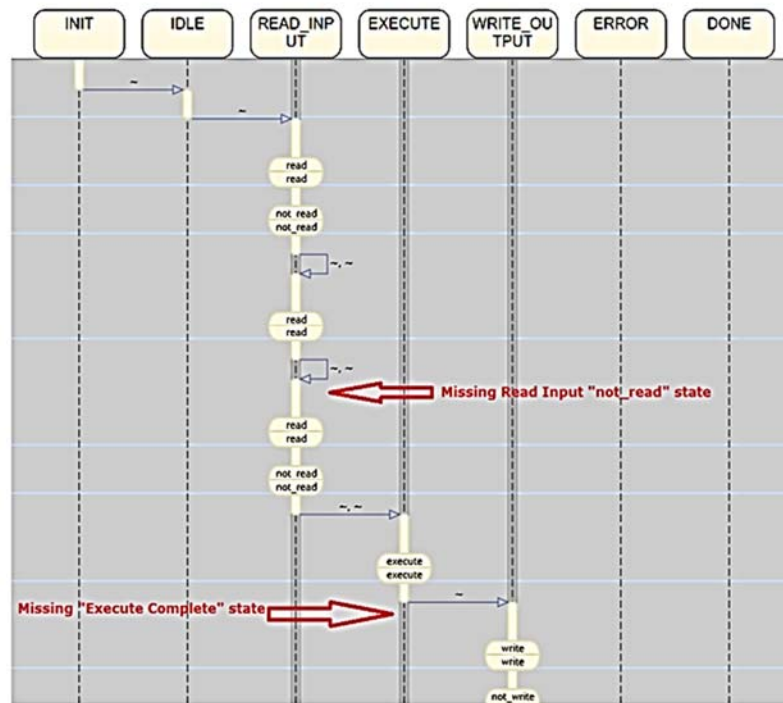 INIT
IDLE
READ_INP
UT
EXECUTE
WRITE_OU
TPUT
ERROR
DONE
~
~
read
read
not_read
not_read
~, ~
read
read
~, ~
Missing Read Input "not_read" state
read
read
not_read
not_read
~, ~
execute
execute
Missing "Execute Complete" state
~
write
write
not_write